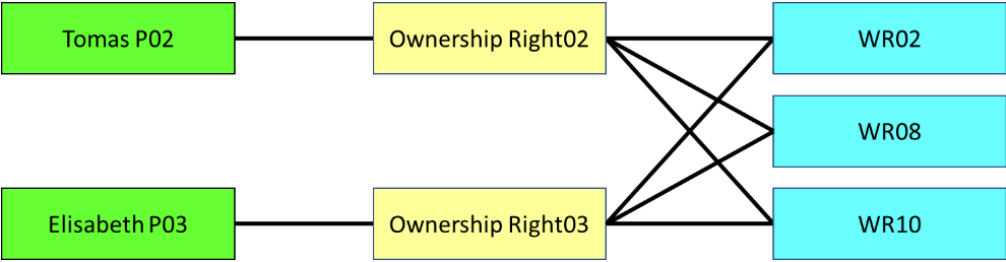 Tomas P02
Ownership Right02
WR02
WR08
Elisabeth P03
Ownership Right03
WR10